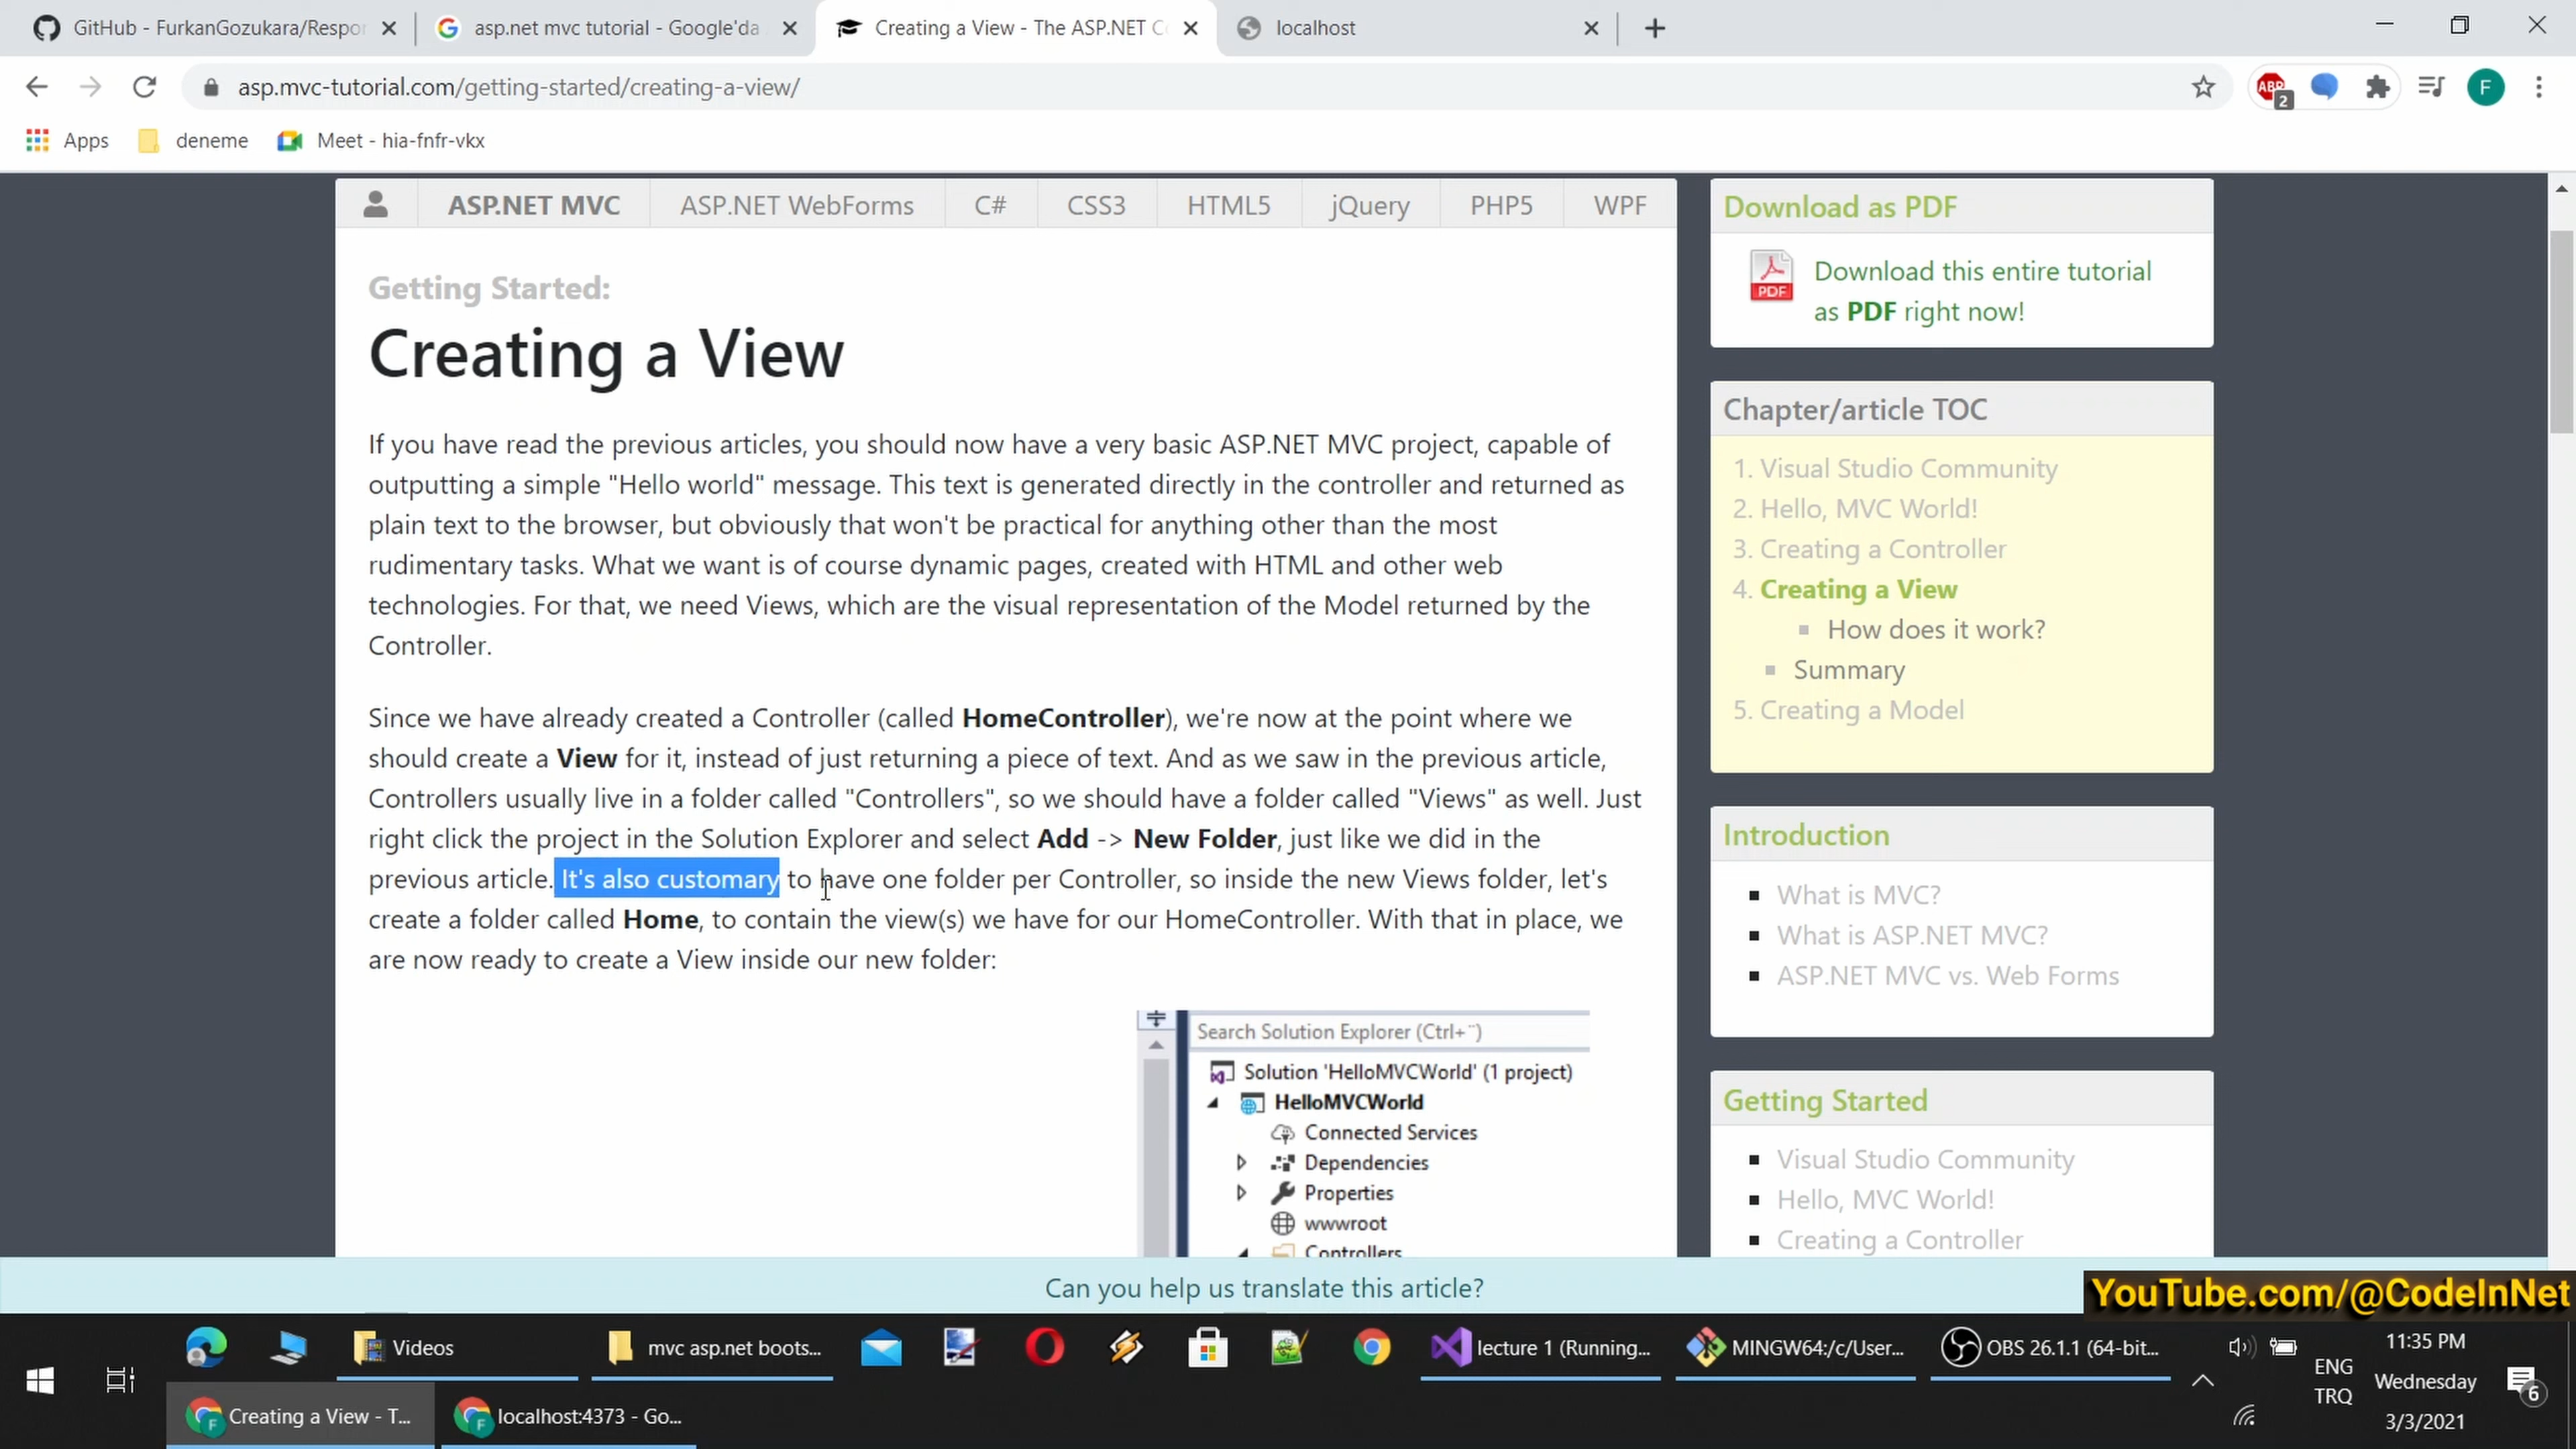 GitHub - FurkanGozukara/Respon
asp.net mvc tutorial - Google'da
Creating a View - The ASP.NET Co
localhost
asp.mvc-tutorial.com/getting-started/creating-a-view/
ABP
2
F
Apps
deneme
Meet - hia-fnfr-vkx
ASP.NET MVC
ASP.NET WebForms
C#
CSS3
HTML5
jQuery
PHP5
WPF
Getting Started:
Creating a View
If you have read the previous articles, you should now have a very basic ASP.NET MVC project, capable of
outputting a simple "Hello world" message. This text is generated directly in the controller and returned as
plain text to the browser, but obviously that won't be practical for anything other than the most
rudimentary tasks. What we want is of course dynamic pages, created with HTML and other web
technologies. For that, we need Views, which are the visual representation of the Model returned by the
Controller.
Since we have already created a Controller (called HomeController), we're now at the point where we
should create a View for it, instead of just returning a piece of text. And as we saw in the previous article,
Controllers usually live in a folder called "Controllers", so we should have a folder called "Views" as well. Just
right click the project in the Solution Explorer and select Add -> New Folder, just like we did in the
previous article. It's also customary to have one folder per Controller, so inside the new Views folder, let's
create a folder called Home, to contain the view(s) we have for our HomeController. With that in place, we
are now ready to create a View inside our new folder:
Search Solution Explorer (Ctrl+¨)
Solution 'HelloMVCWorld' (1 project)
HelloMVCWorld
Connected Services
Dependencies
Properties
wwwroot
Controllers
Download as PDF
PDF
Download this entire tutorial
as PDF right now!
Chapter/article TOC
1. Visual Studio Community
2. Hello, MVC World!
3. Creating a Controller
4. Creating a View
How does it work?
Summary
5. Creating a Model
Introduction
What is MVC?
What is ASP.NET MVC?
ASP.NET MVC vs. Web Forms
Getting Started
Visual Studio Community
Hello, MVC World!
Creating a Controller
Can you help us translate this article?
YouTube.com/@CodeInNet
Videos
mvc asp.net boots...
lecture 1 (Running...
MINGW64:/c/User...
OBS 26.1.1 (64-bit...
Creating a View - T...
localhost:4373 - Go...
ENG
TRQ
11:35 PM
Wednesday
3/3/2021
6